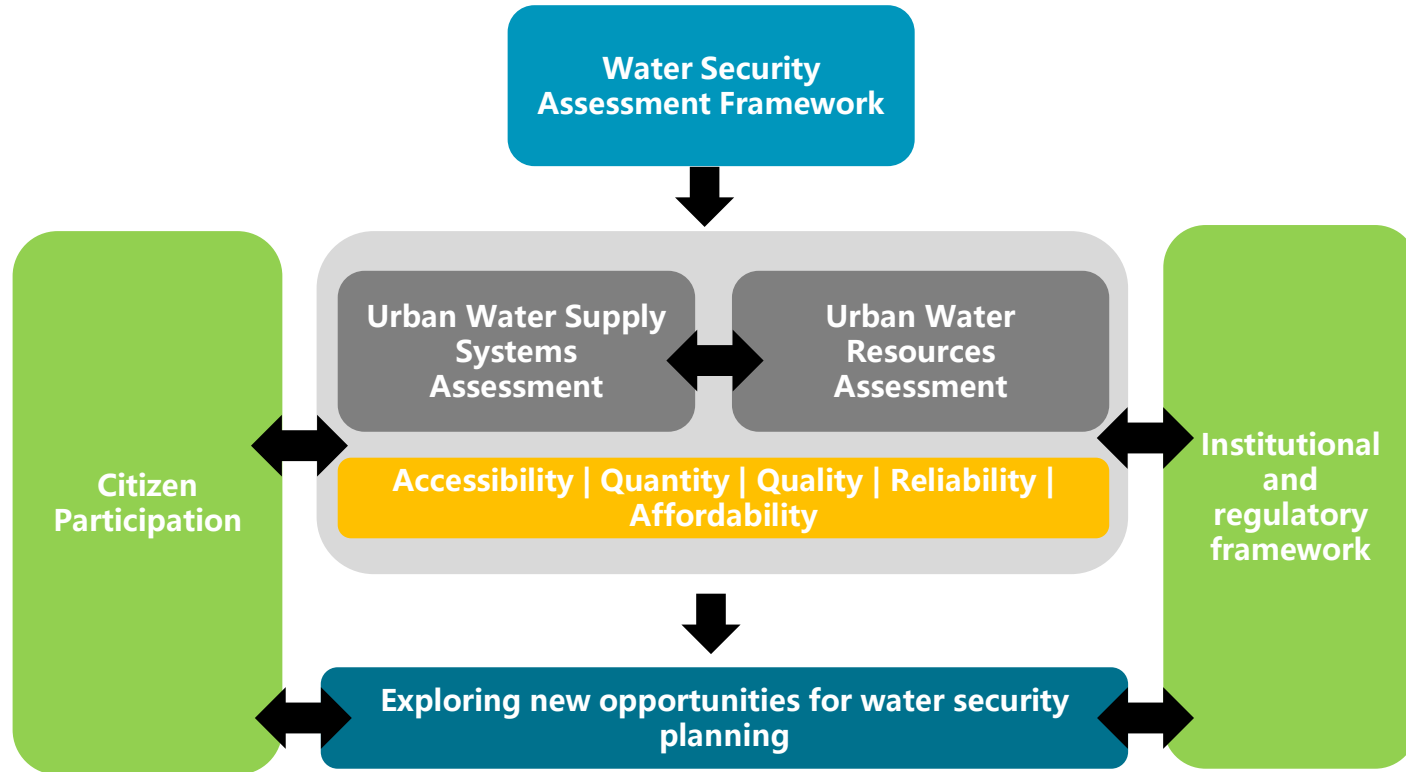 Water Security
Assessment Framework
Urban Water Supply
Systems
Assessment
Urban Water
Resources
Assessment
Accessibility | Quantity | Quality | Reliability |
Affordability
Citizen
Participation
Institutional
and
regulatory
framework
Exploring new opportunities for water security
planning